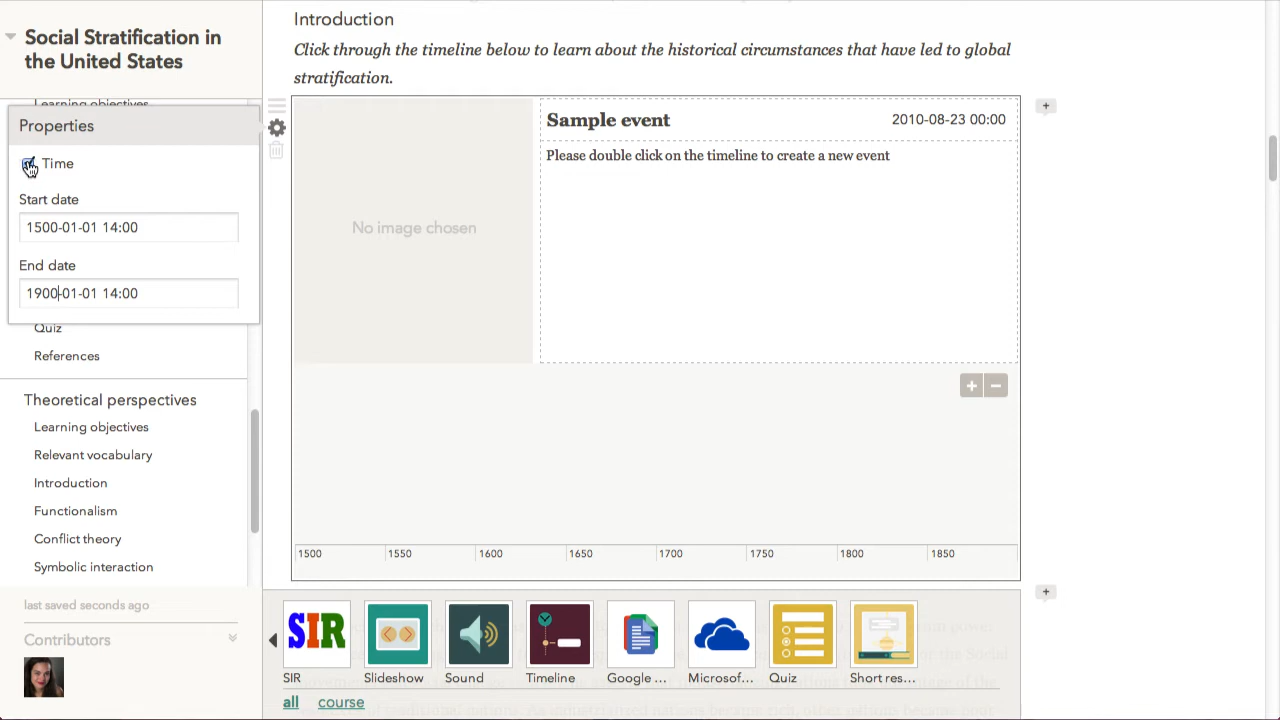 Social Stratification in
the United States
Learning objectives
Properties
Time
Start date
1500-01-01 14:00
End date
1900-01-01 14:00
Quiz
References
Theoretical perspectives
Learning objectives
Relevant vocabulary
Introduction
Functionalism
Conflict theory
Symbolic interaction
last saved seconds ago
Contributors
Introduction
Click through the timeline below to learn about the historical circumstances that have led to global
stratification.
No image chosen
Sample event
2010-08-23 00:00
Please double click on the timeline to create a new event
+
−
1500
1550
1600
1650
1700
1750
1800
1850
+
+
SIR
SIR
Slideshow
Sound
Timeline
Google ...
Microsof...
Quiz
Short res...
all
course